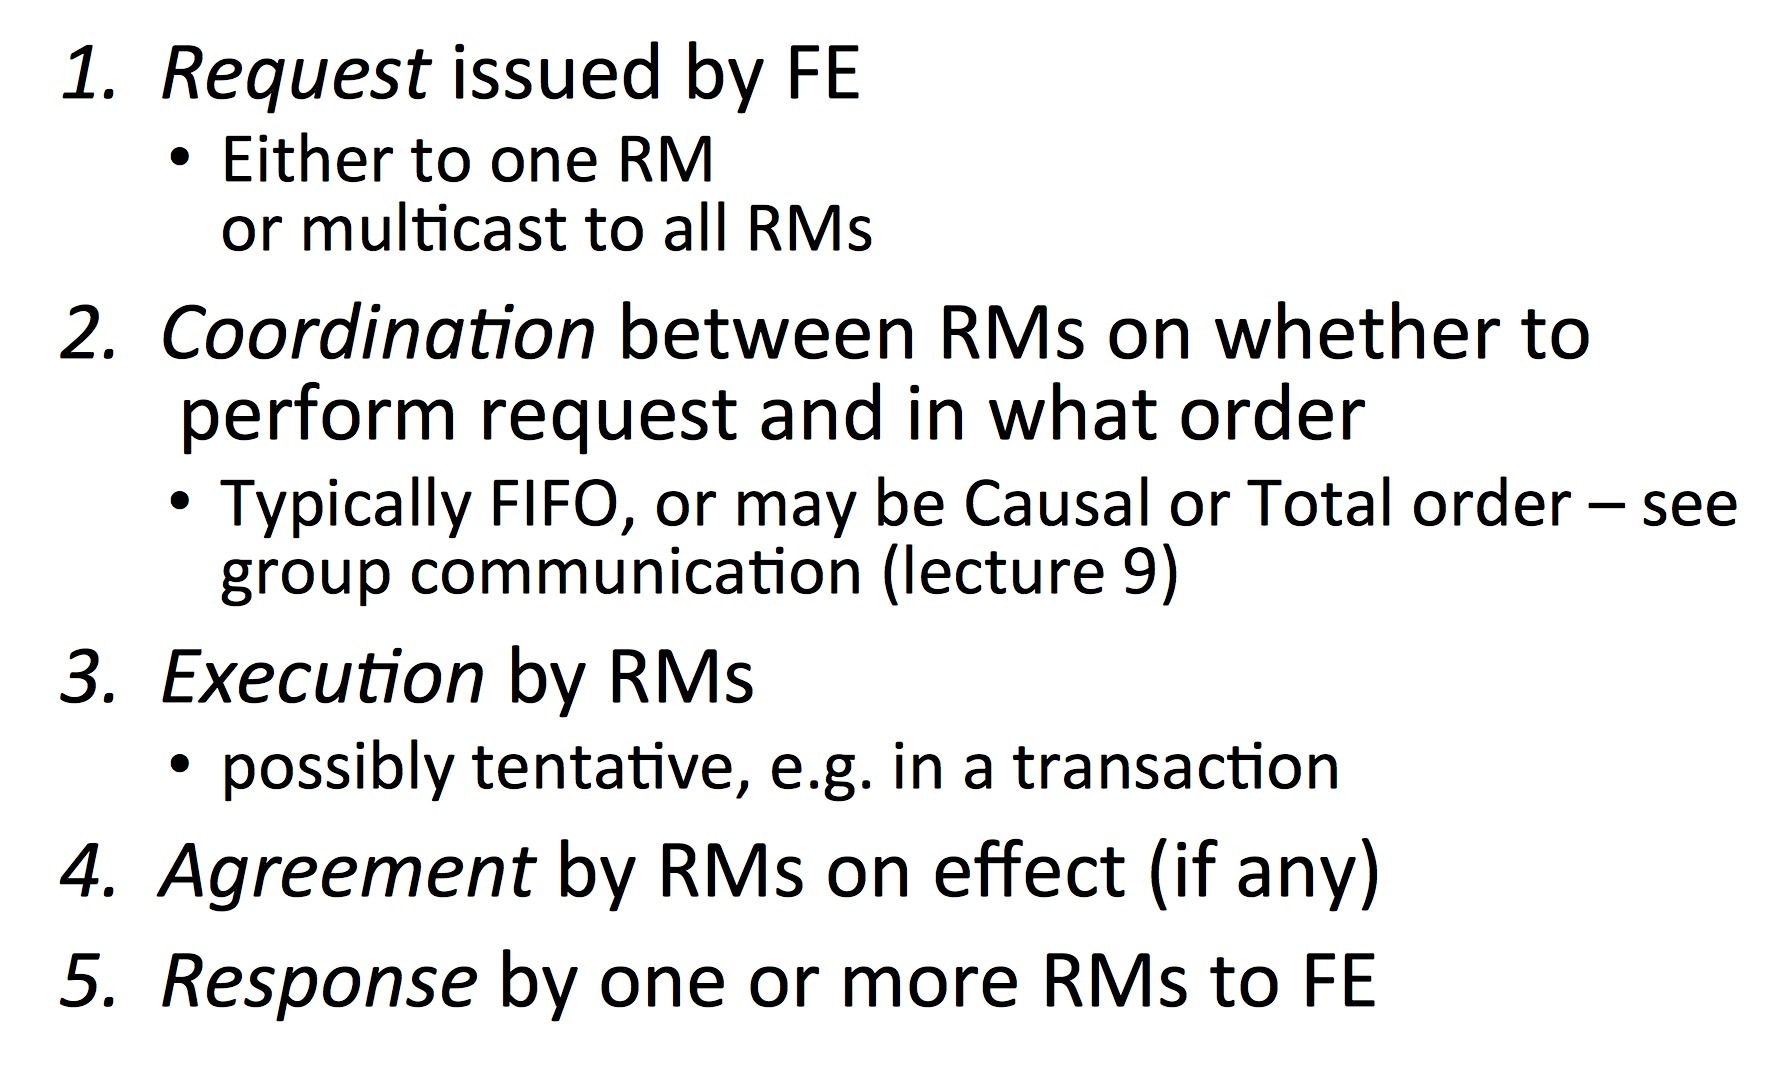 1. Request issued by FE
• Either to one RM
or multicast to all RMs
2. Coordination between RMs on whether to
perform request and in what order
• Typically FIFO, or may be Causal or Total order – see
group communication (lecture 9)
3. Execution by RMs
• possibly tentative, e.g. in a transaction
4. Agreement by RMs on effect (if any)
5. Response by one or more RMs to FE